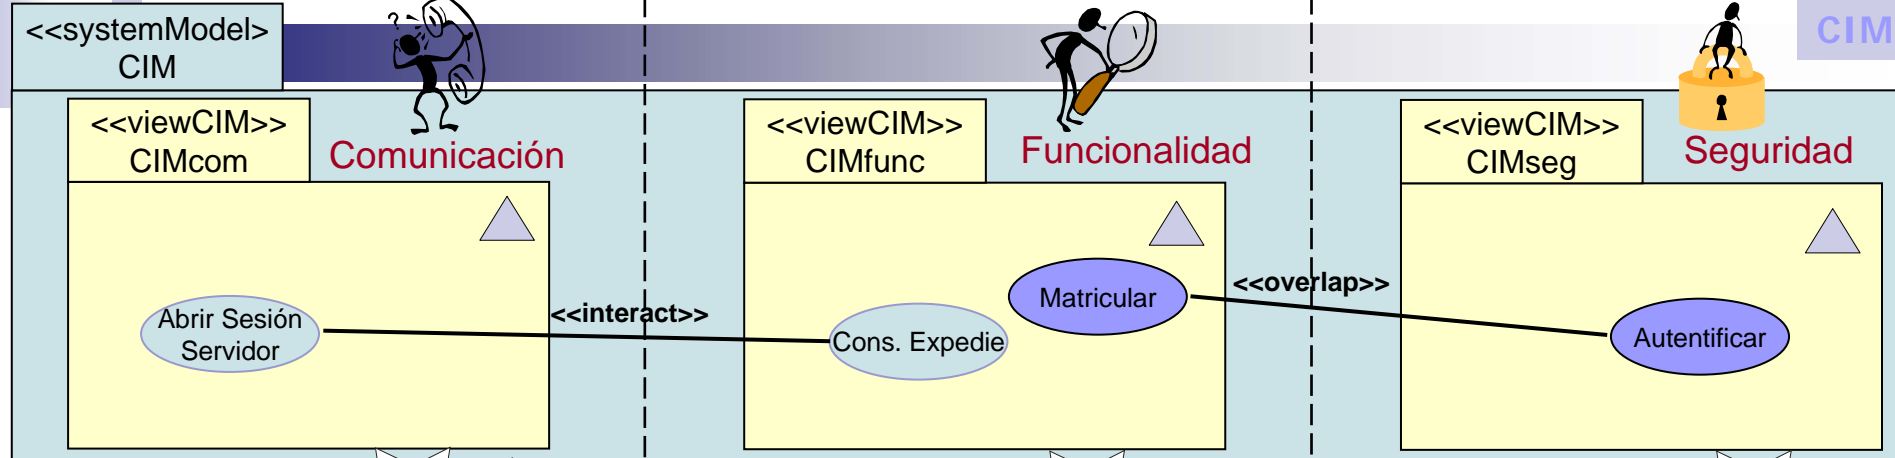 <<systemModel>
CIM
CIM
<<viewCIM>>
CIMcom
Comunicación
<<viewCIM>>
CIMfunc
Funcionalidad
<<viewCIM>>
CIMseg
Seguridad
Abrir Sesión
Servidor
<<interact>>
Cons. Expedie
Matricular
<<overlap>>
Autentificar